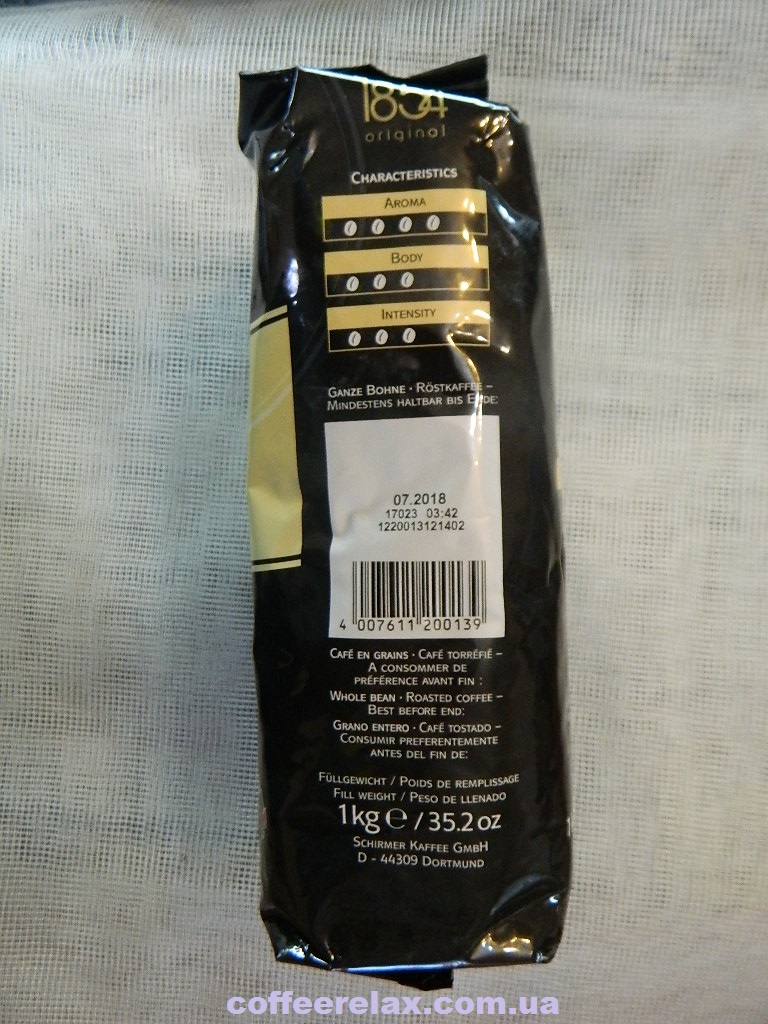 1854
original
CHARACTERISTICS
AROMA
BODY
INTENSITY
GANZE BOHNE · RÖSTKAFFEE –
MINDESTENS HALTBAR BIS ENDE:
07.2018
17023 03:42
1220013121402
4 007611 200139
CAFÉ EN GRAINS · CAFÉ TORRÉFIÉ –
A CONSOMMER DE
PRÉFÉRENCE AVANT FIN :
WHOLE BEAN · ROASTED COFFEE –
BEST BEFORE END:
GRANO ENTERO · CAFÉ TOSTADO –
CONSUMIR PREFERENTEMENTE
ANTES DEL FIN DE:
FÜLLGEWICHT / POIDS DE REMPLISSAGE
FILL WEIGHT / PESO DE LLENADO
1kg e / 35.2 oz
SCHIRMER KAFFEE GMBH
D - 44309 DORTMUND
coffeerelax.com.ua